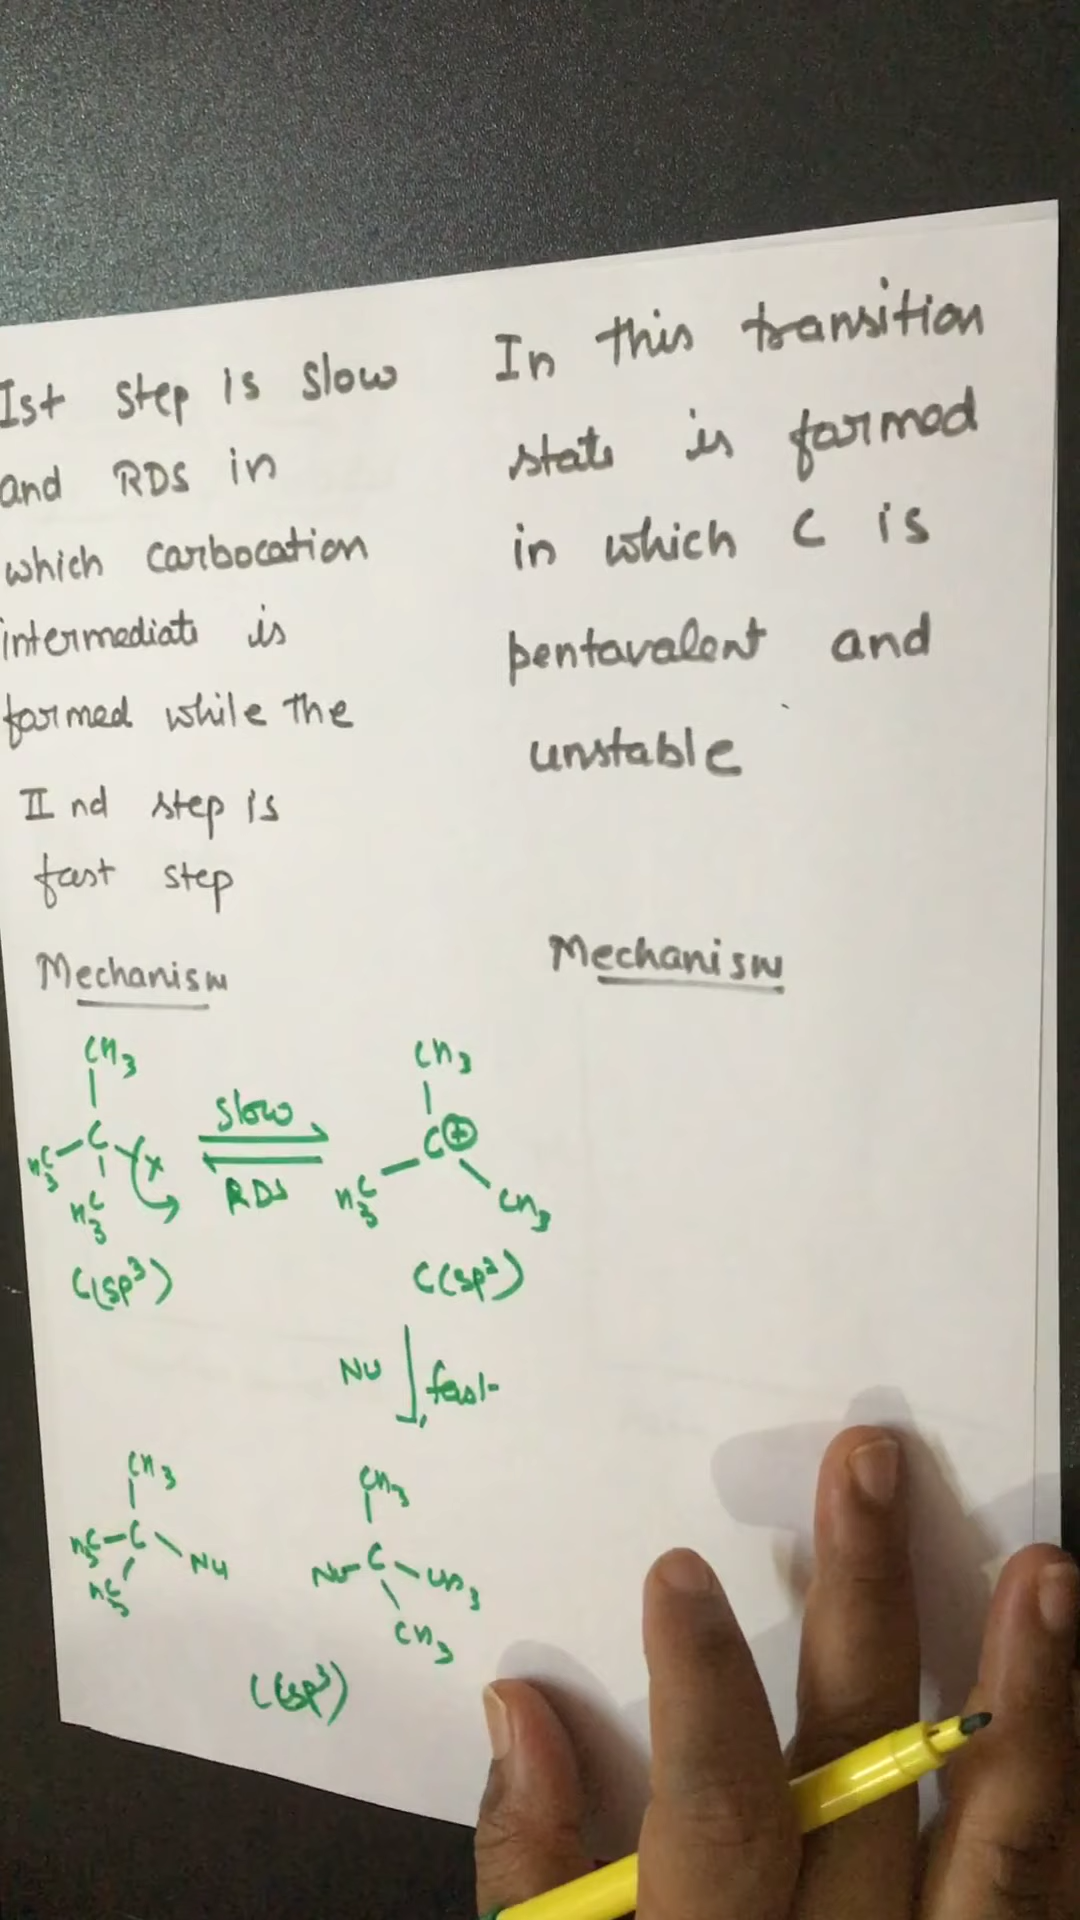 Ist step is slow
and RDS in
which carbocation
intermediate is
formed while the
II nd step is
fast step
Mechanism
CH3
H3C C X
H3C
C(sp³)
Slow
RDS
CH3
C⊕
H3C CH3
C(sp²)
Nu fast
CH3
H3C-C Nu
H3C
CH3
Nu-C CH3
CH3
C(sp³)
In this transition
state is formed
in which C is
pentavalent and
unstable
Mechanism